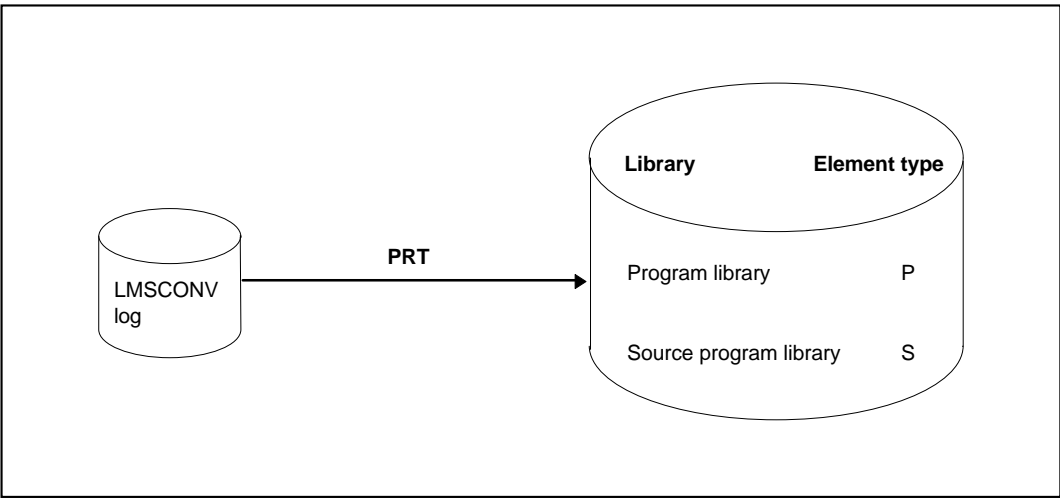 Library Element type
PRT
Program library P
LMSCONV
log
Source program library S